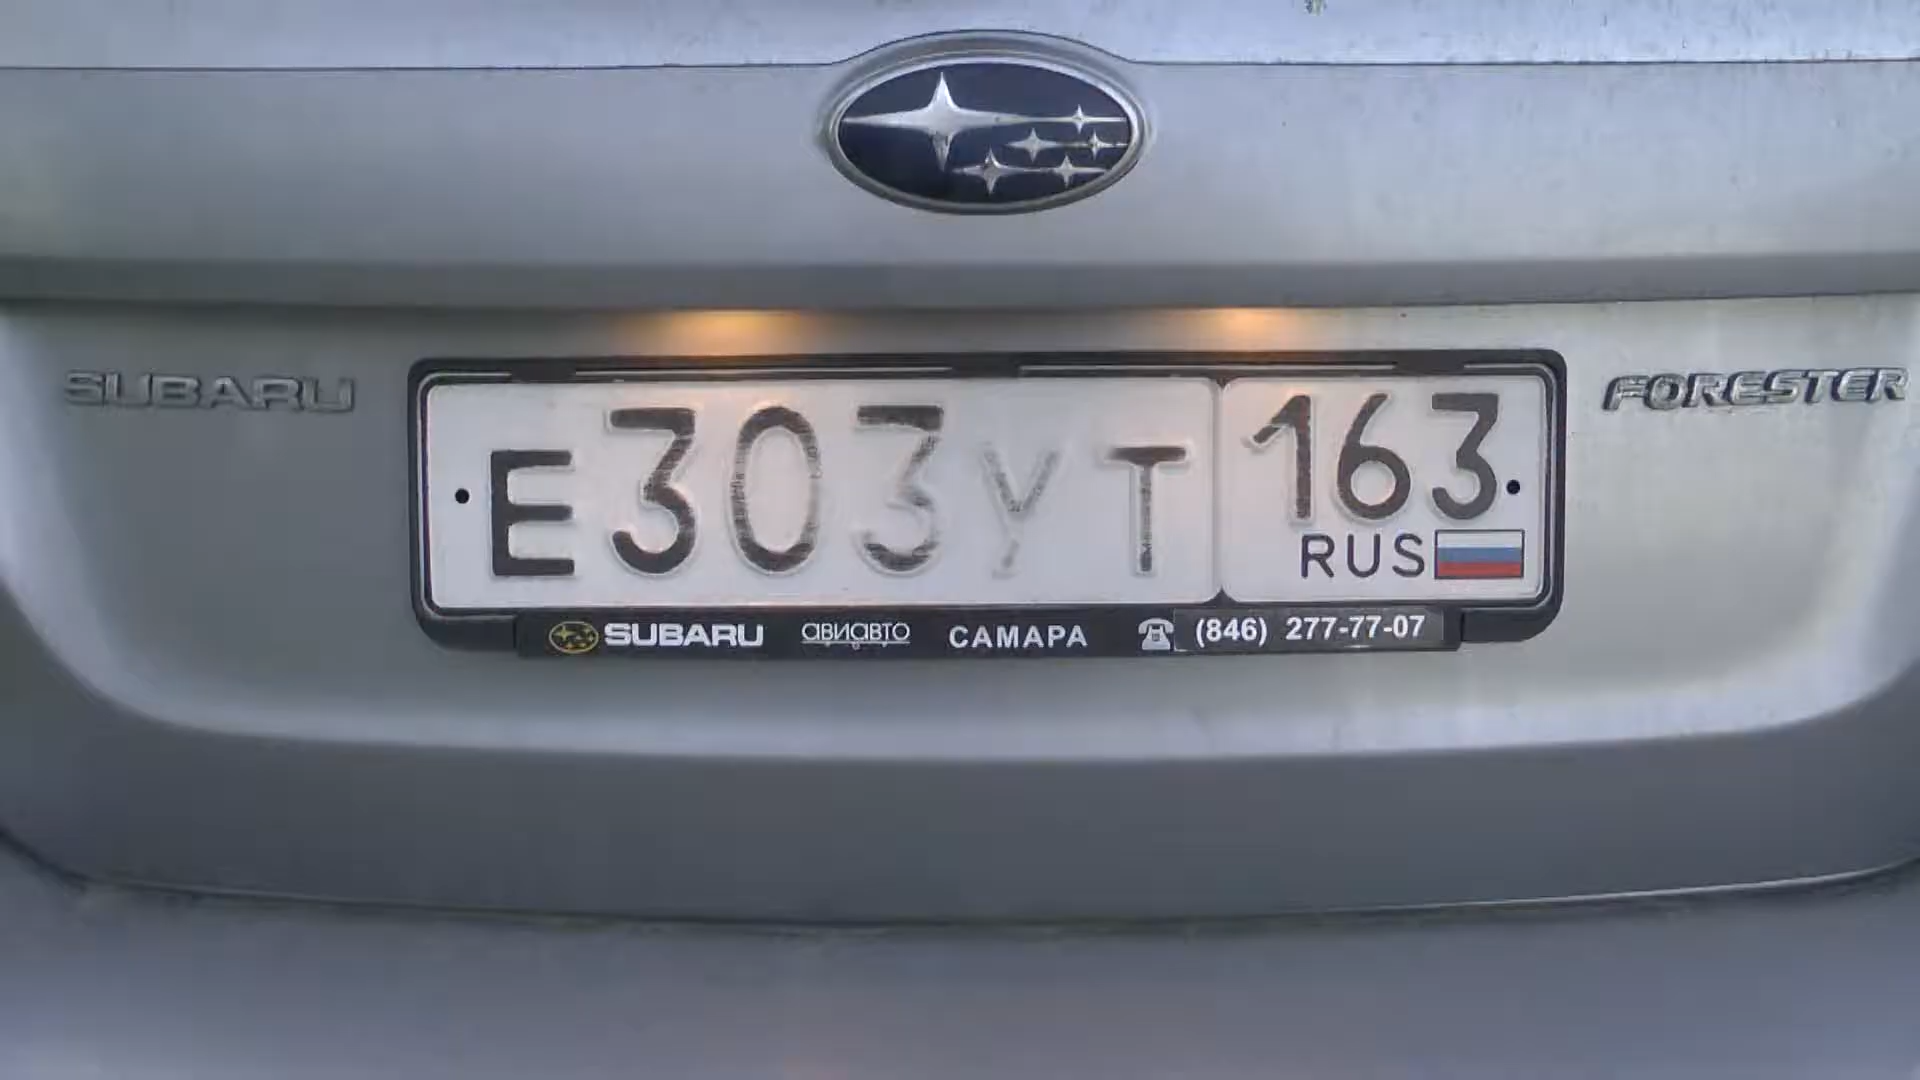 SUBARU
FORESTER
Е303УТ 163
RUS
SUBARU авиавто САМАРА (846) 277-77-07